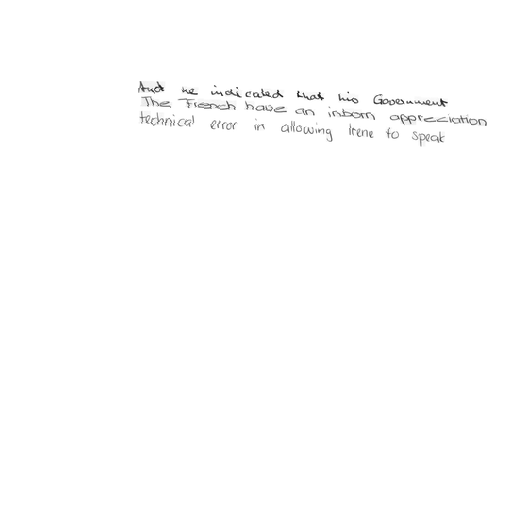 And he indicated that his Government
The French have an inborn appreciation
technical error in allowing Irene to speak